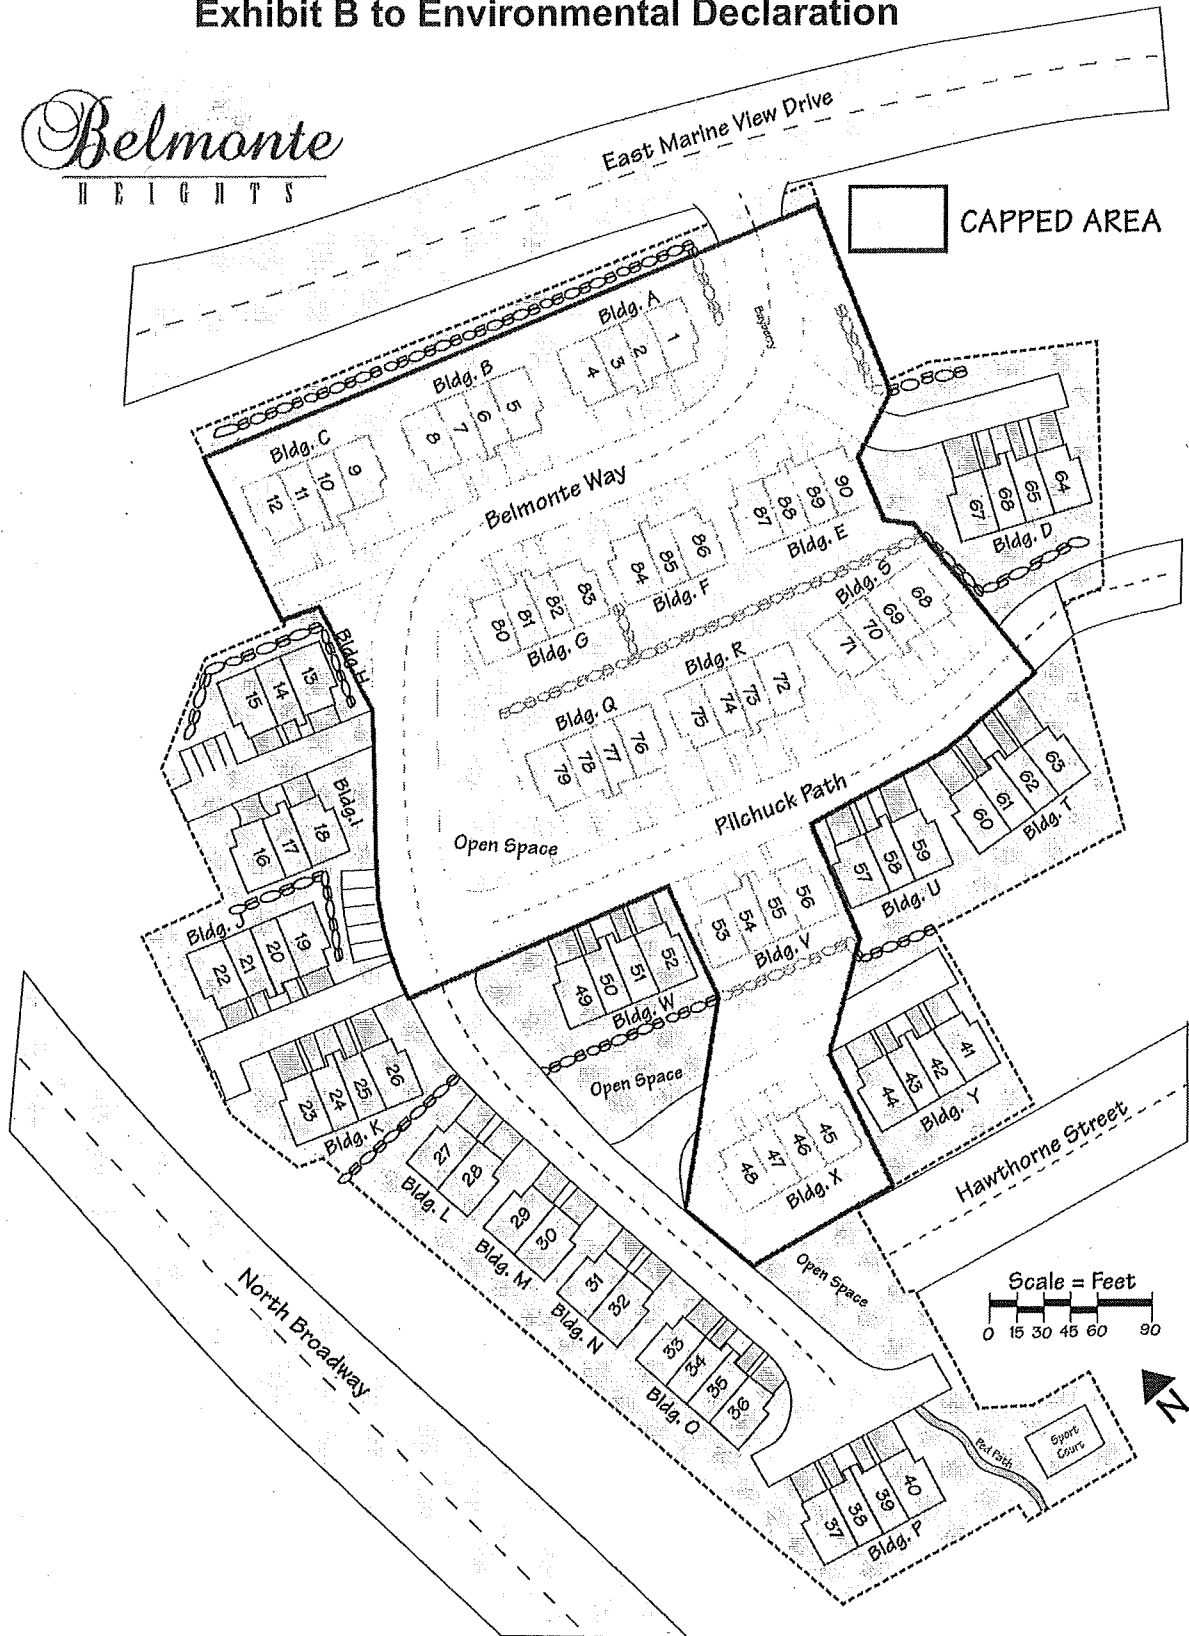 Exhibit B to Environmental Declaration
Belmonte
HEIGHTS
East Marine View Drive
CAPPED AREA
Bldg. A
1
2
3
4
Bayberry
Bldg. B
5
6
7
8
Bldg. C
9
10
11
12
Belmonte Way
90
89
88
87
Bldg. E
86
85
84
Bldg. F
83
82
81
80
Bldg. G
64
65
68
67
Bldg. D
Bldg. S
68
69
70
71
Bldg. R
72
73
74
75
Bldg. Q
76
77
78
79
Bldg. H
13
14
15
Bldg. I
18
17
16
Open Space
Pilchuck Path
63
62
61
60
Bldg. T
59
58
57
Bldg. U
56
55
54
53
Bldg. V
Bldg. J
19
20
21
22
52
51
50
49
Bldg. W
Open Space
26
25
24
23
Bldg. K
41
42
43
44
Bldg. Y
45
46
47
48
Bldg. X
Hawthorne Street
27
28
Bldg. L
29
30
Bldg. M
31
32
Bldg. N
33
34
35
36
Bldg. O
Open Space
Scale = Feet
0 15 30 45 60 90
N
North Broadway
Sport
Court
Ped Path
40
39
38
37
Bldg. P